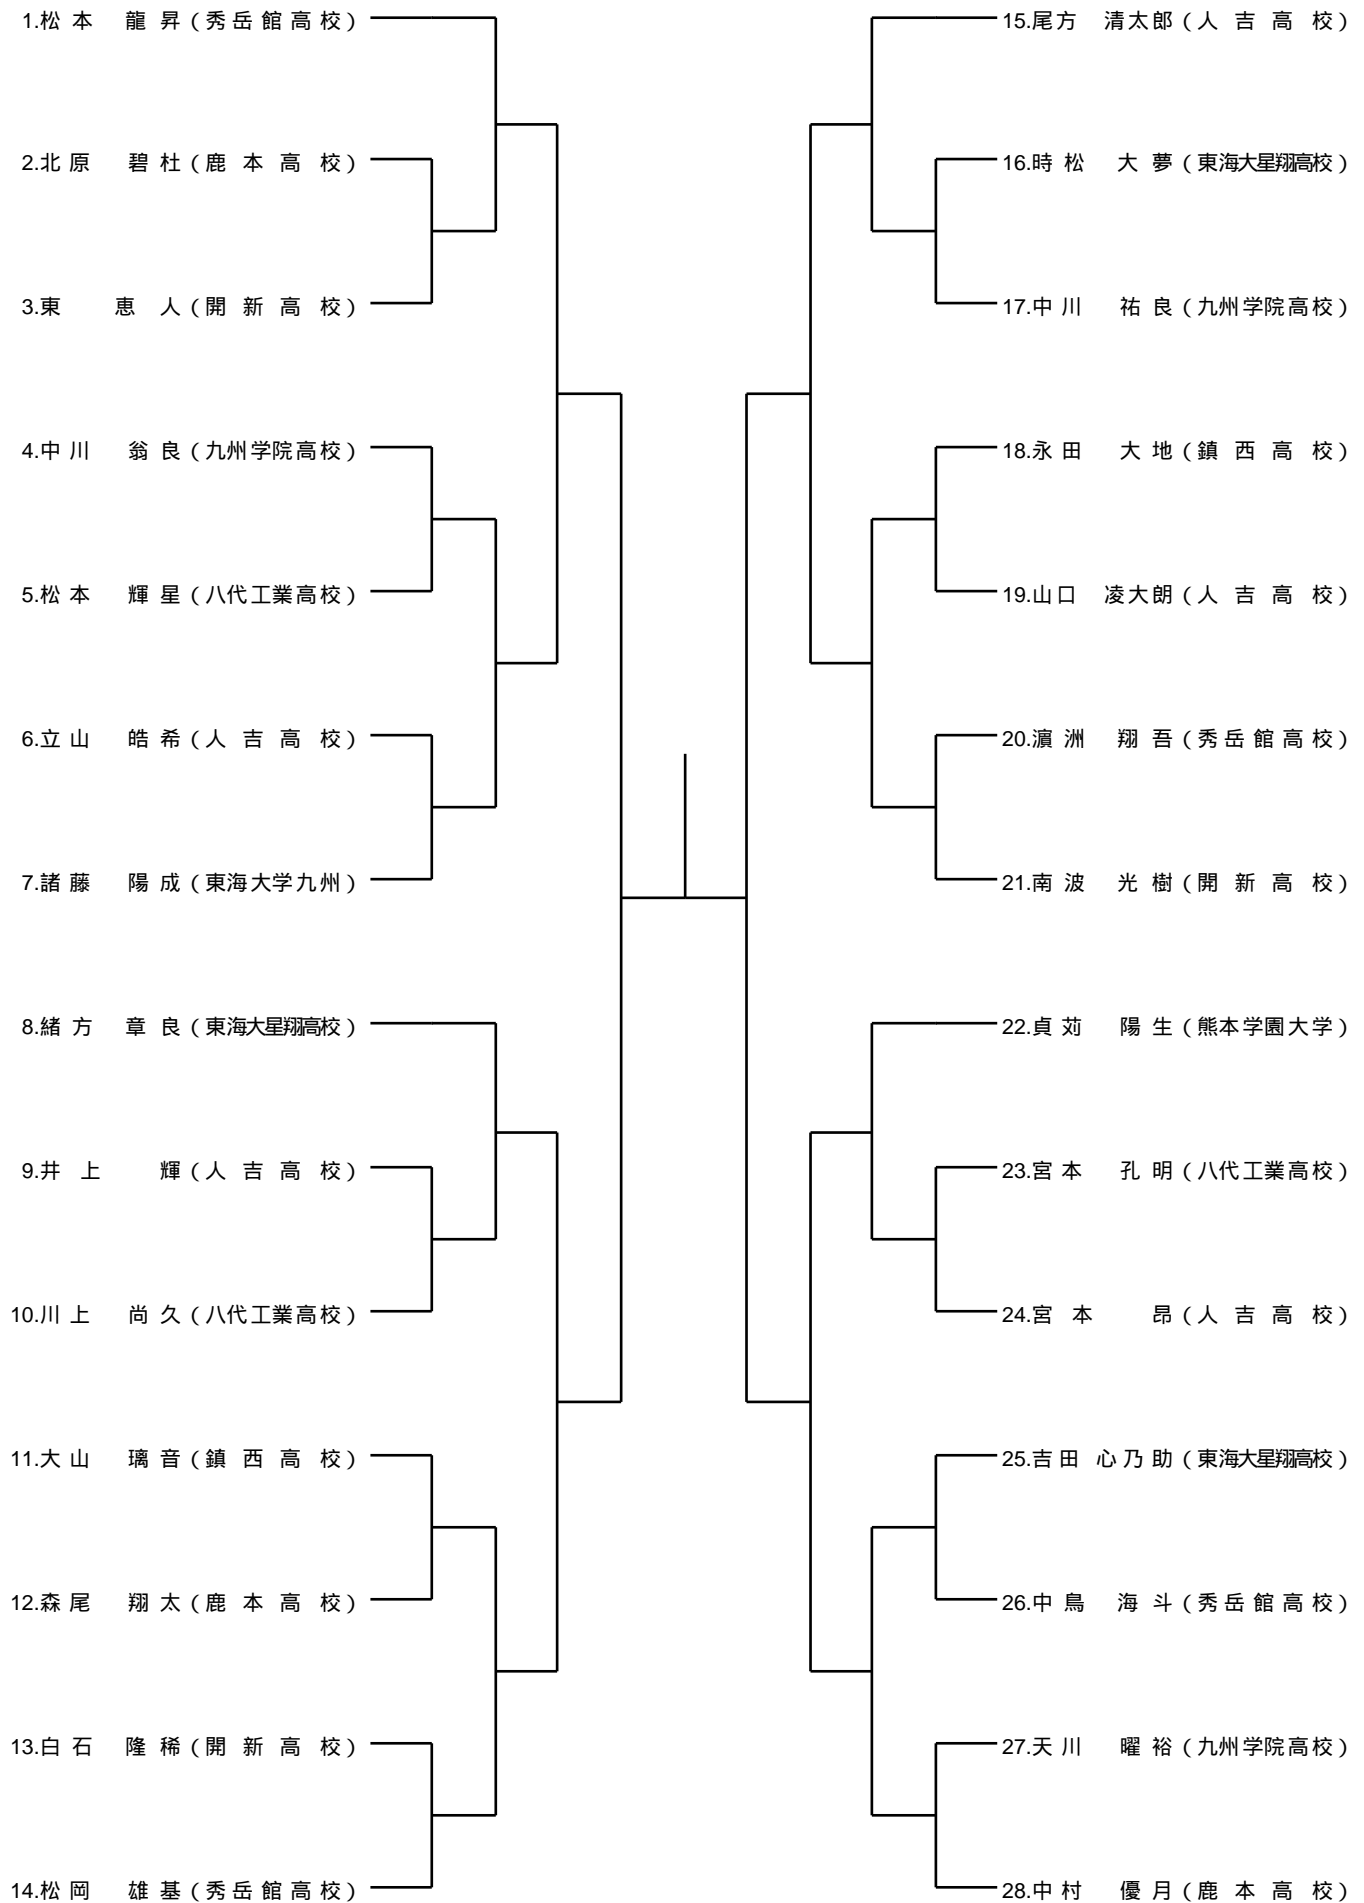 1.松本 龍昇(秀岳館高校)
2.北原 碧杜(鹿本高校)
3.東 恵人(開新高校)
4.中川 翁良(九州学院高校)
5.松本 輝星(八代工業高校)
6.立山 皓希(人吉高校)
7.諸藤 陽成(東海大学九州)
8.緒方 章良(東海大星翔高校)
9.井上 輝(人吉高校)
10.川上 尚久(八代工業高校)
11.大山 璃音(鎮西高校)
12.森尾 翔太(鹿本高校)
13.白石 隆稀(開新高校)
14.松岡 雄基(秀岳館高校)
15.尾方 清太郎(人吉高校)
16.時松 大夢(東海大星翔高校)
17.中川 祐良(九州学院高校)
18.永田 大地(鎮西高校)
19.山口 凌大朗(人吉高校)
20.濵洲 翔吾(秀岳館高校)
21.南波 光樹(開新高校)
22.貞苅 陽生(熊本学園大学)
23.宮本 孔明(八代工業高校)
24.宮本 昂(人吉高校)
25.吉田 心乃助(東海大星翔高校)
26.中鳥 海斗(秀岳館高校)
27.天川 曜裕(九州学院高校)
28.中村 優月(鹿本高校)